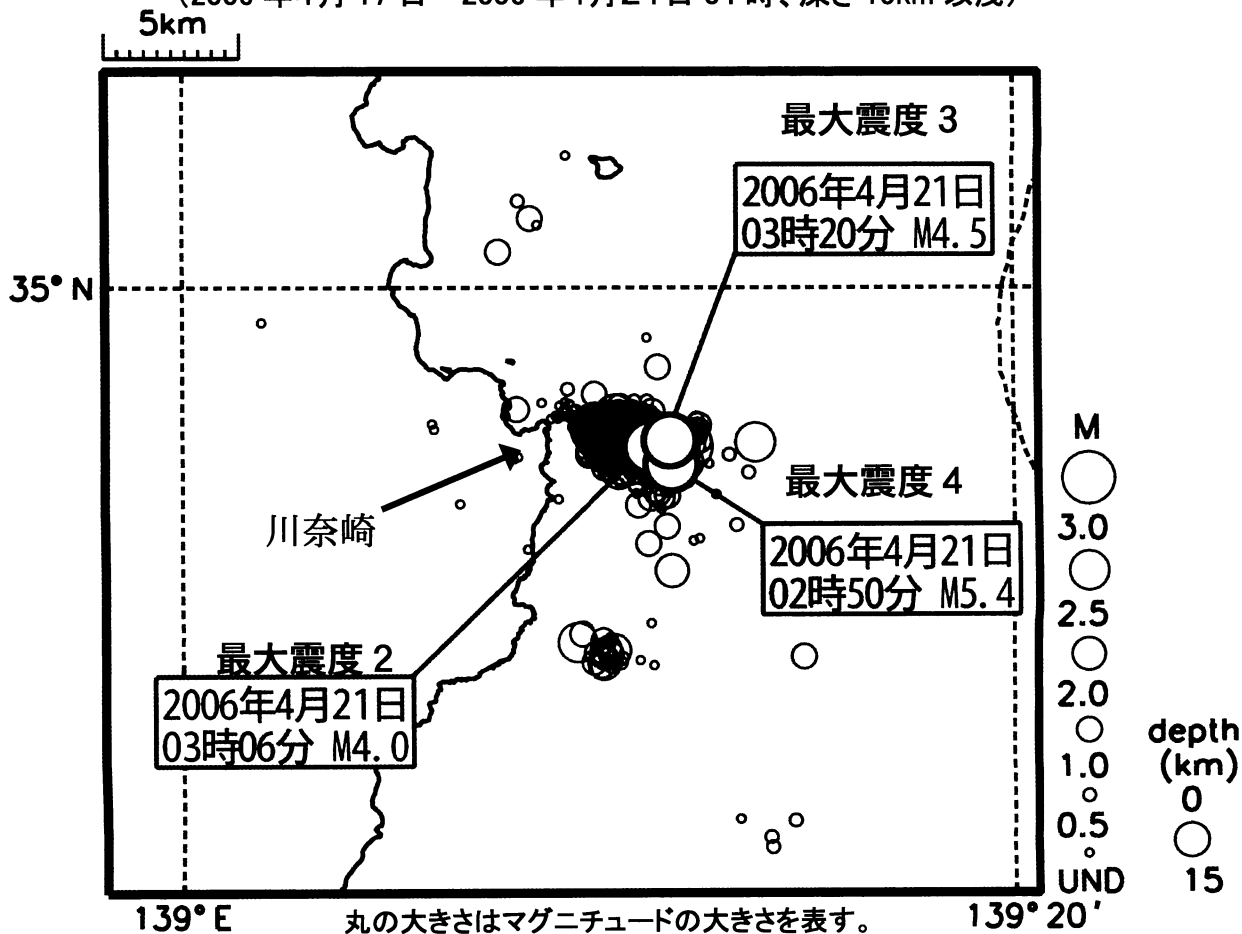 5km
最大震度 3
2006年4月21日
03時20分 M4.5
35° N
M
最大震度 4
川奈崎
3.0
2006年4月21日
02時50分 M5.4
2.5
最大震度 2
2006年4月21日
03時06分 M4.0
2.0
depth
(km)
1.0
0
0.5
UND
15
139° E
丸の大きさはマグニチュードの大きさを表す。
139° 20'